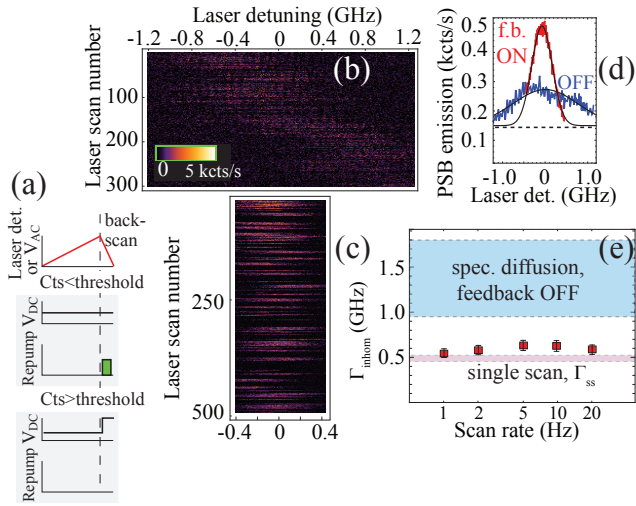 Laser detuning (GHz)
-1.2 -0.8 -0.4 0 0.4 0.8 1.2
Laser scan number
100
200
300
(b)
0 5 kcts/s
PSB emission (kcts/s)
0.5
0.4
0.3
0.2
0.1
f.b.
ON
OFF
(d)
-1.0 0 1.0
Laser det. (GHz)
(a)
Laser det.
or V_AC
back-
scan
Cts<threshold
V_DC
Repump
Cts>threshold
V_DC
Repump
(c)
Laser scan number
250
500
-0.4 0 0.4
(e)
Γ_inhom (GHz)
1.5
1.0
0.5
spec. diffusion,
feedback OFF
single scan, Γ_ss
1 2 5 10 20
Scan rate (Hz)